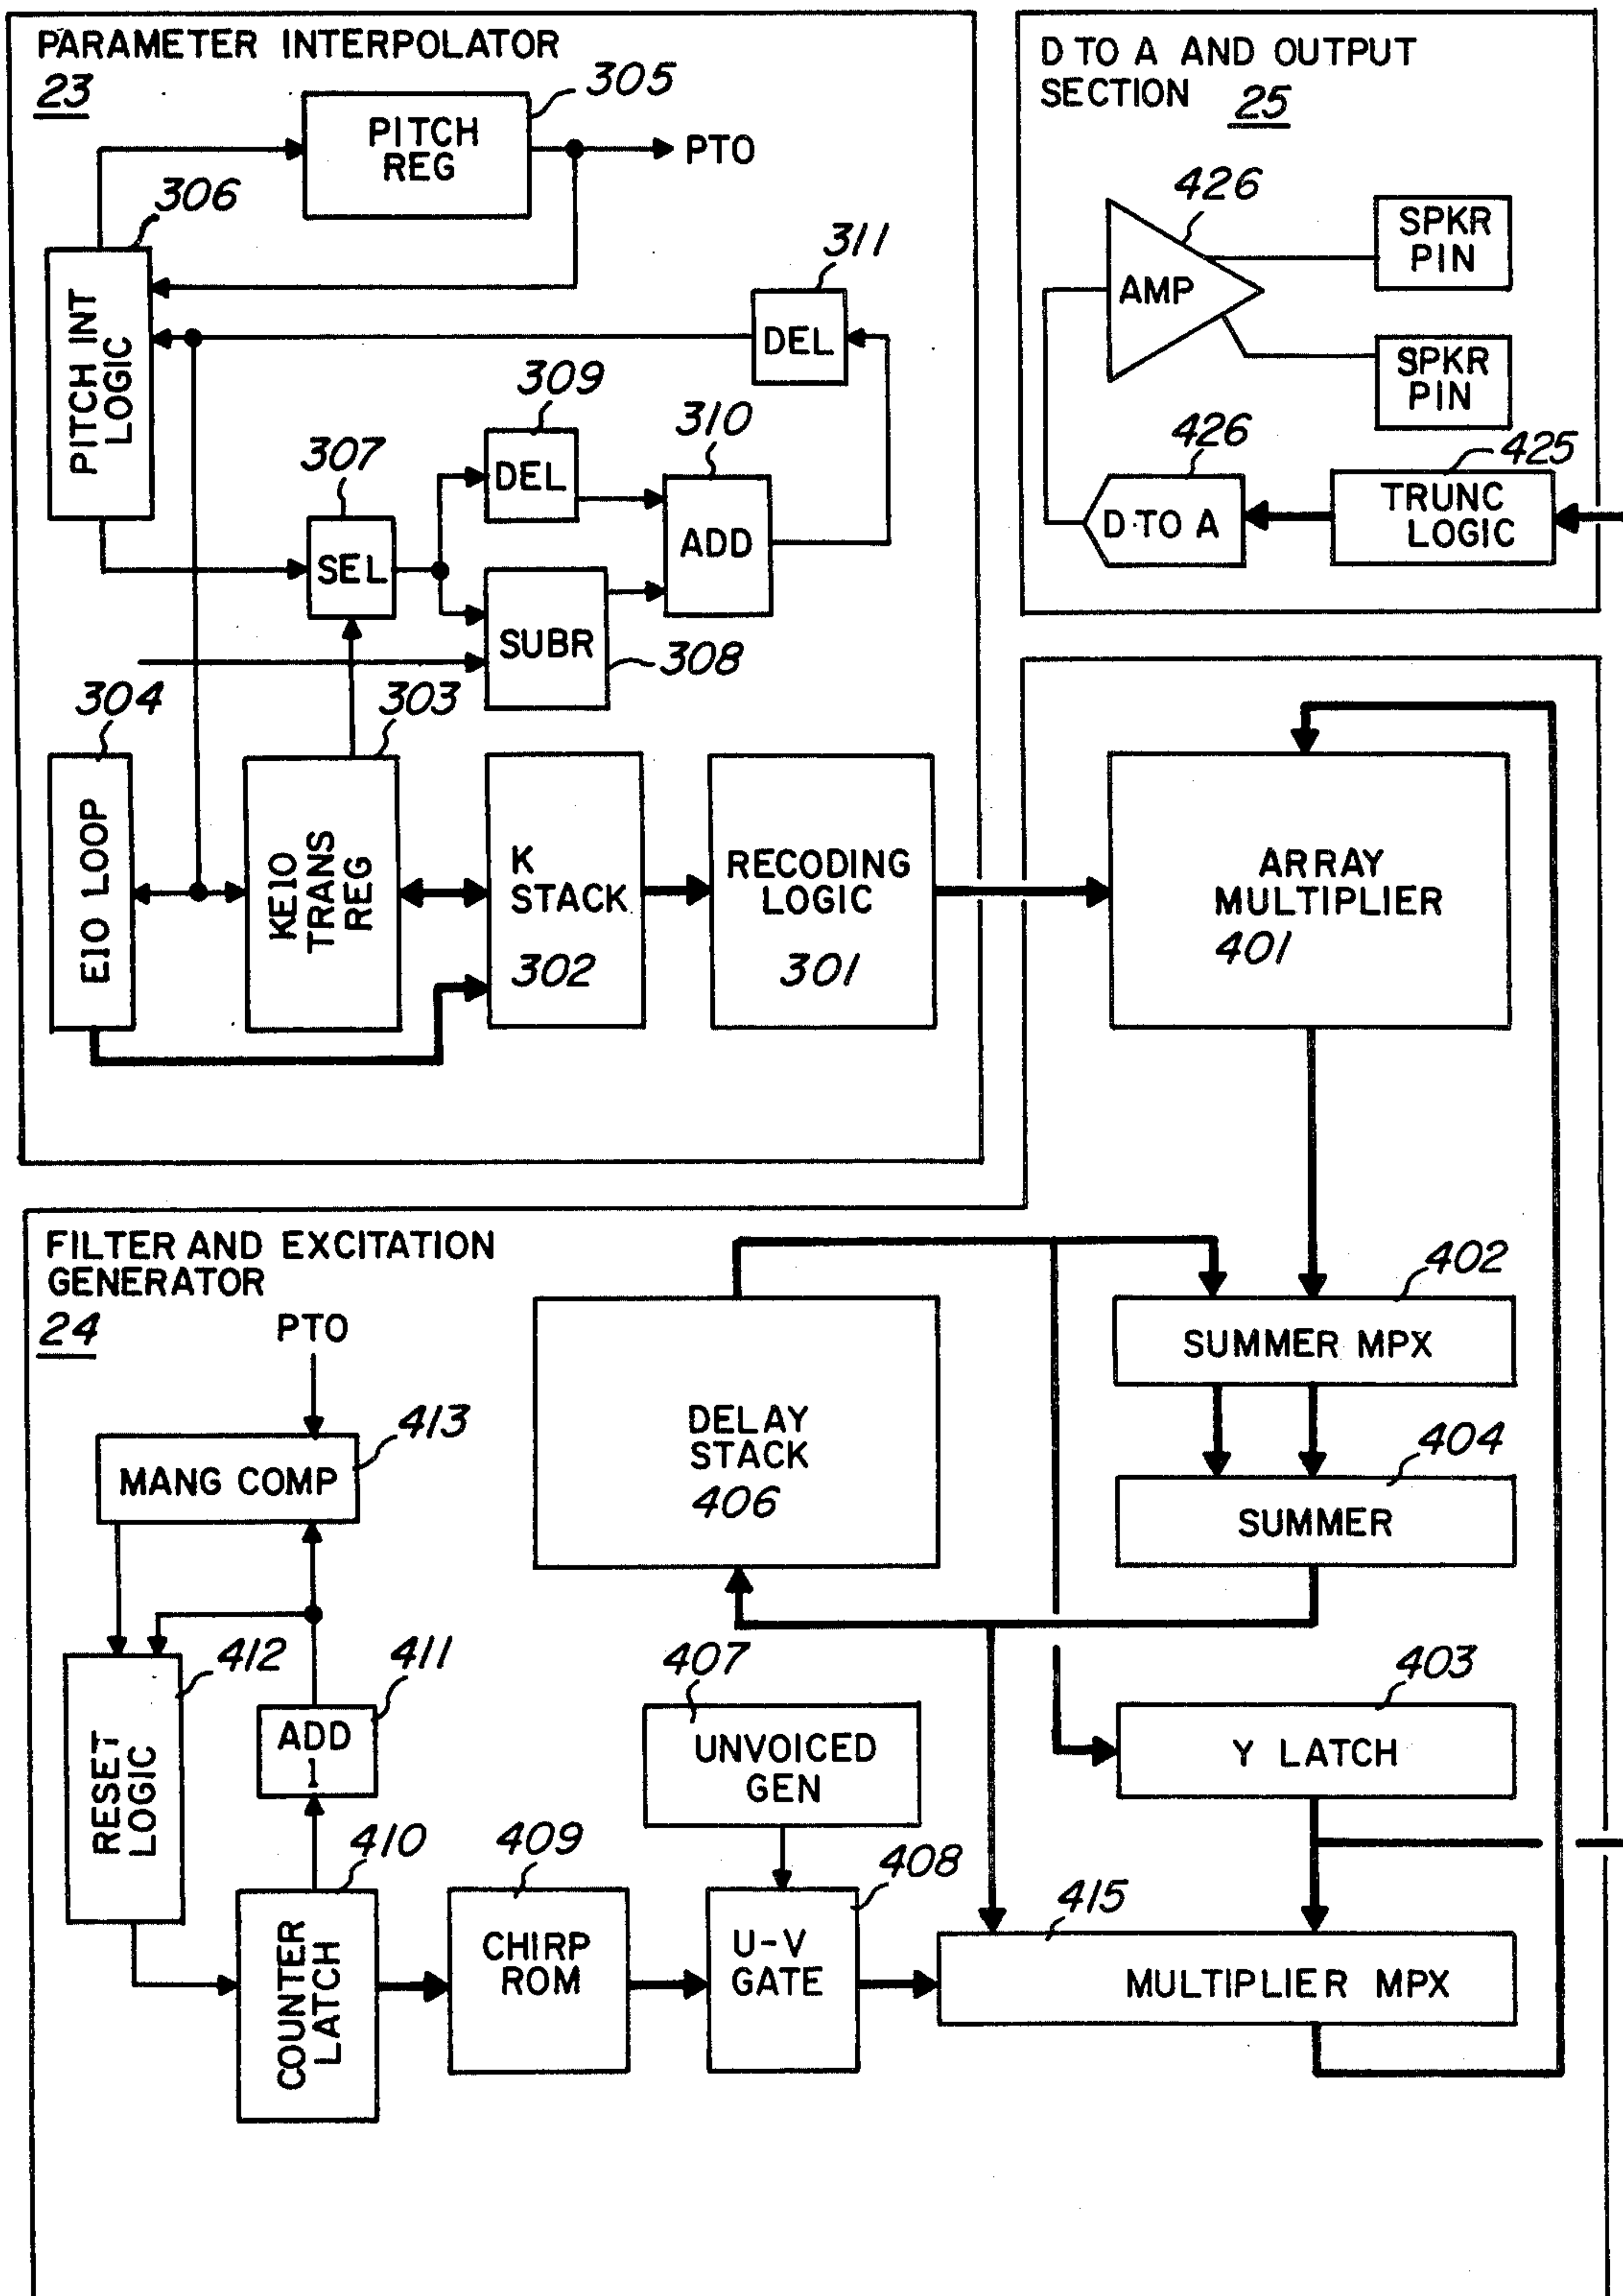 PARAMETER INTERPOLATOR
23
305
PITCH
REG
PTO
306
PITCH INT
LOGIC
311
DEL
309
DEL
310
ADD
307
SEL
SUBR
308
304
EIO LOOP
303
KEIO
TRANS
REG
K
STACK
302
RECODING
LOGIC
301
D TO A AND OUTPUT
SECTION 25
426
AMP
SPKR
PIN
SPKR
PIN
426
D TO A
425
TRUNC
LOGIC
ARRAY
MULTIPLIER
401
FILTER AND EXCITATION
GENERATOR
24
PTO
413
MANG COMP
412
RESET
LOGIC
411
ADD
1
410
COUNTER
LATCH
409
CHIRP
ROM
407
UNVOICED
GEN
408
U-V
GATE
DELAY
STACK
406
402
SUMMER MPX
404
SUMMER
403
Y LATCH
415
MULTIPLIER MPX